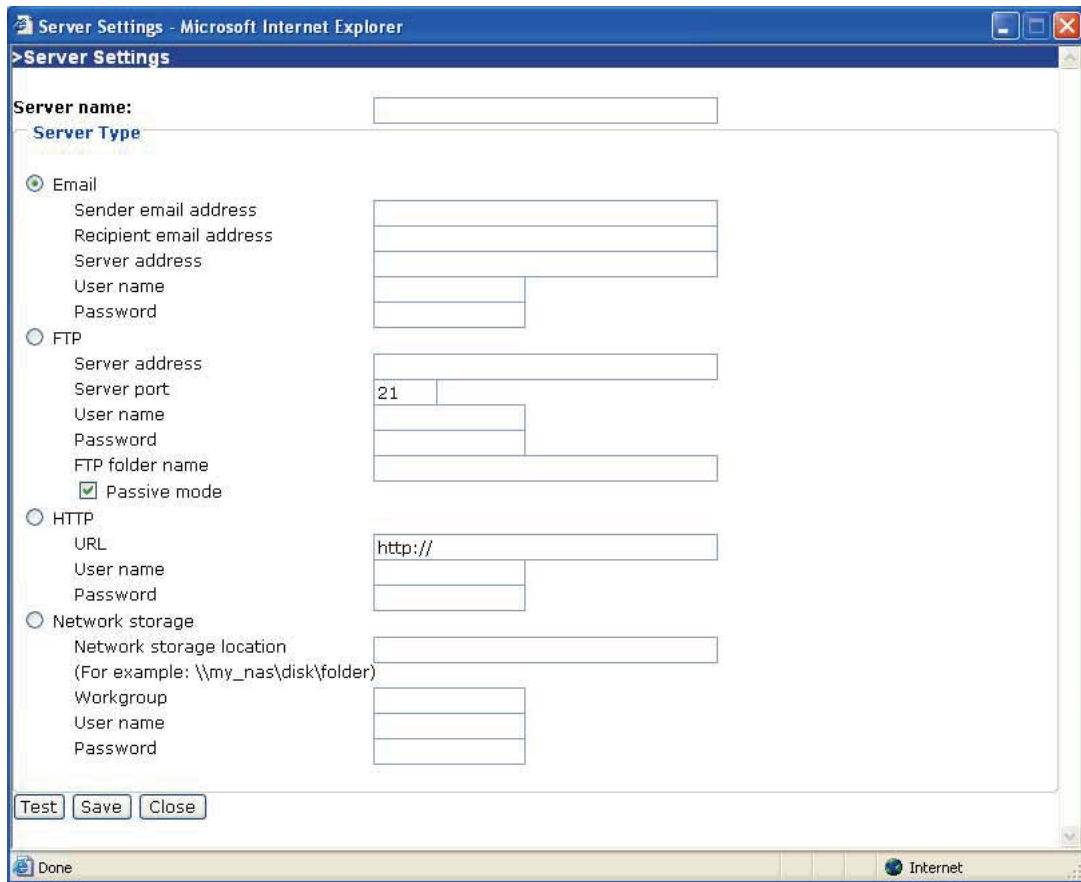 Server Settings - Microsoft Internet Explorer
>Server Settings
Server name:
Server Type
Email
Sender email address
Recipient email address
Server address
User name
Password
FTP
Server address
Server port 21
User name
Password
FTP folder name
Passive mode
HTTP
URL http://
User name
Password
Network storage
Network storage location
(For example: \\my_nas\disk\folder)
Workgroup
User name
Password
Test Save Close
Done Internet